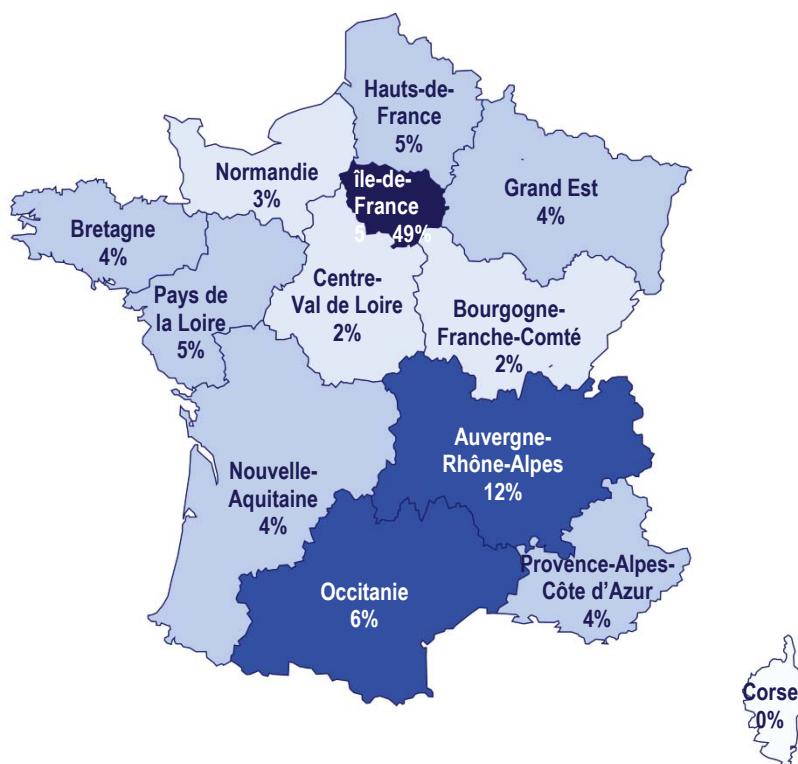 Hauts-de-
France
5%
Normandie
3%
île-de-
France
5 49%
Grand Est
4%
Bretagne
4%
Pays de
la Loire
5%
Centre-
Val de Loire
2%
Bourgogne-
Franche-Comté
2%
Auvergne-
Rhône-Alpes
12%
Nouvelle-
Aquitaine
4%
Occitanie
6%
Provence-Alpes-
Côte d’Azur
4%
Corse
0%